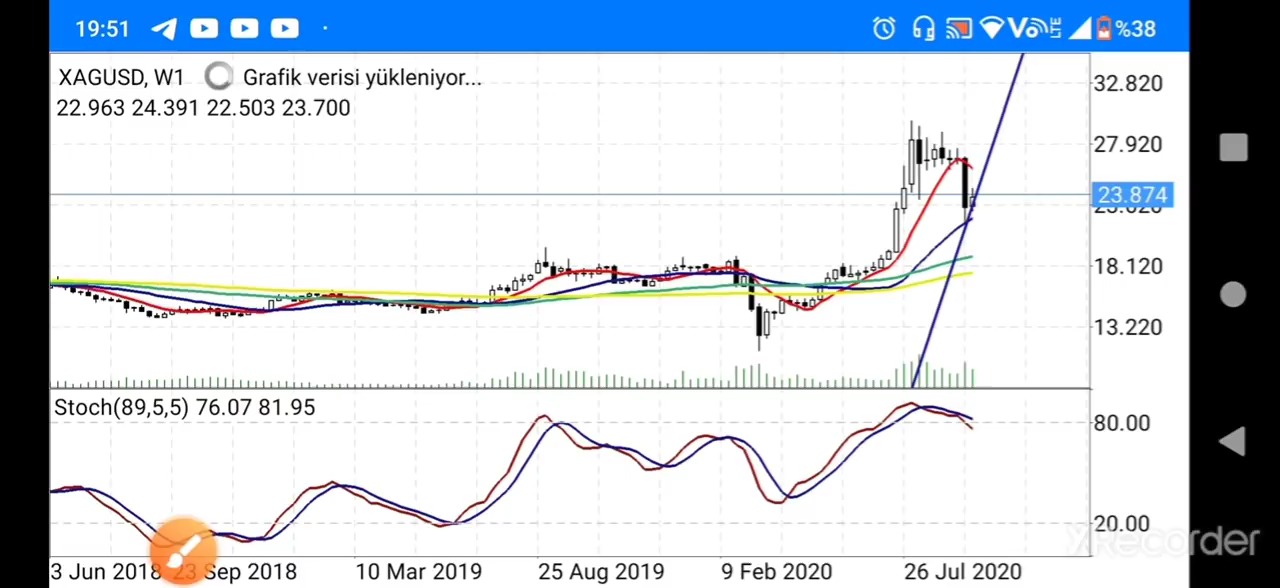 19:51
LTE
%38
XAGUSD, W1 Grafik verisi yükleniyor...
22.963 24.391 22.503 23.700
32.820
27.920
23.874
23.020
18.120
13.220
Stoch(89,5,5) 76.07 81.95
80.00
20.00
XRecorder
3 Jun 2018 23 Sep 2018 10 Mar 2019 25 Aug 2019 9 Feb 2020 26 Jul 2020